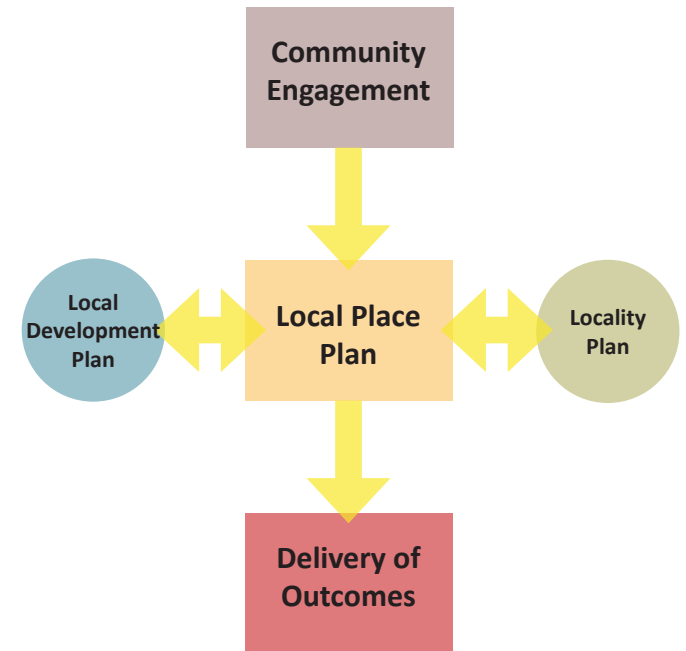 Community
Engagement
Local
Development
Plan
Local Place
Plan
Locality
Plan
Delivery of
Outcomes